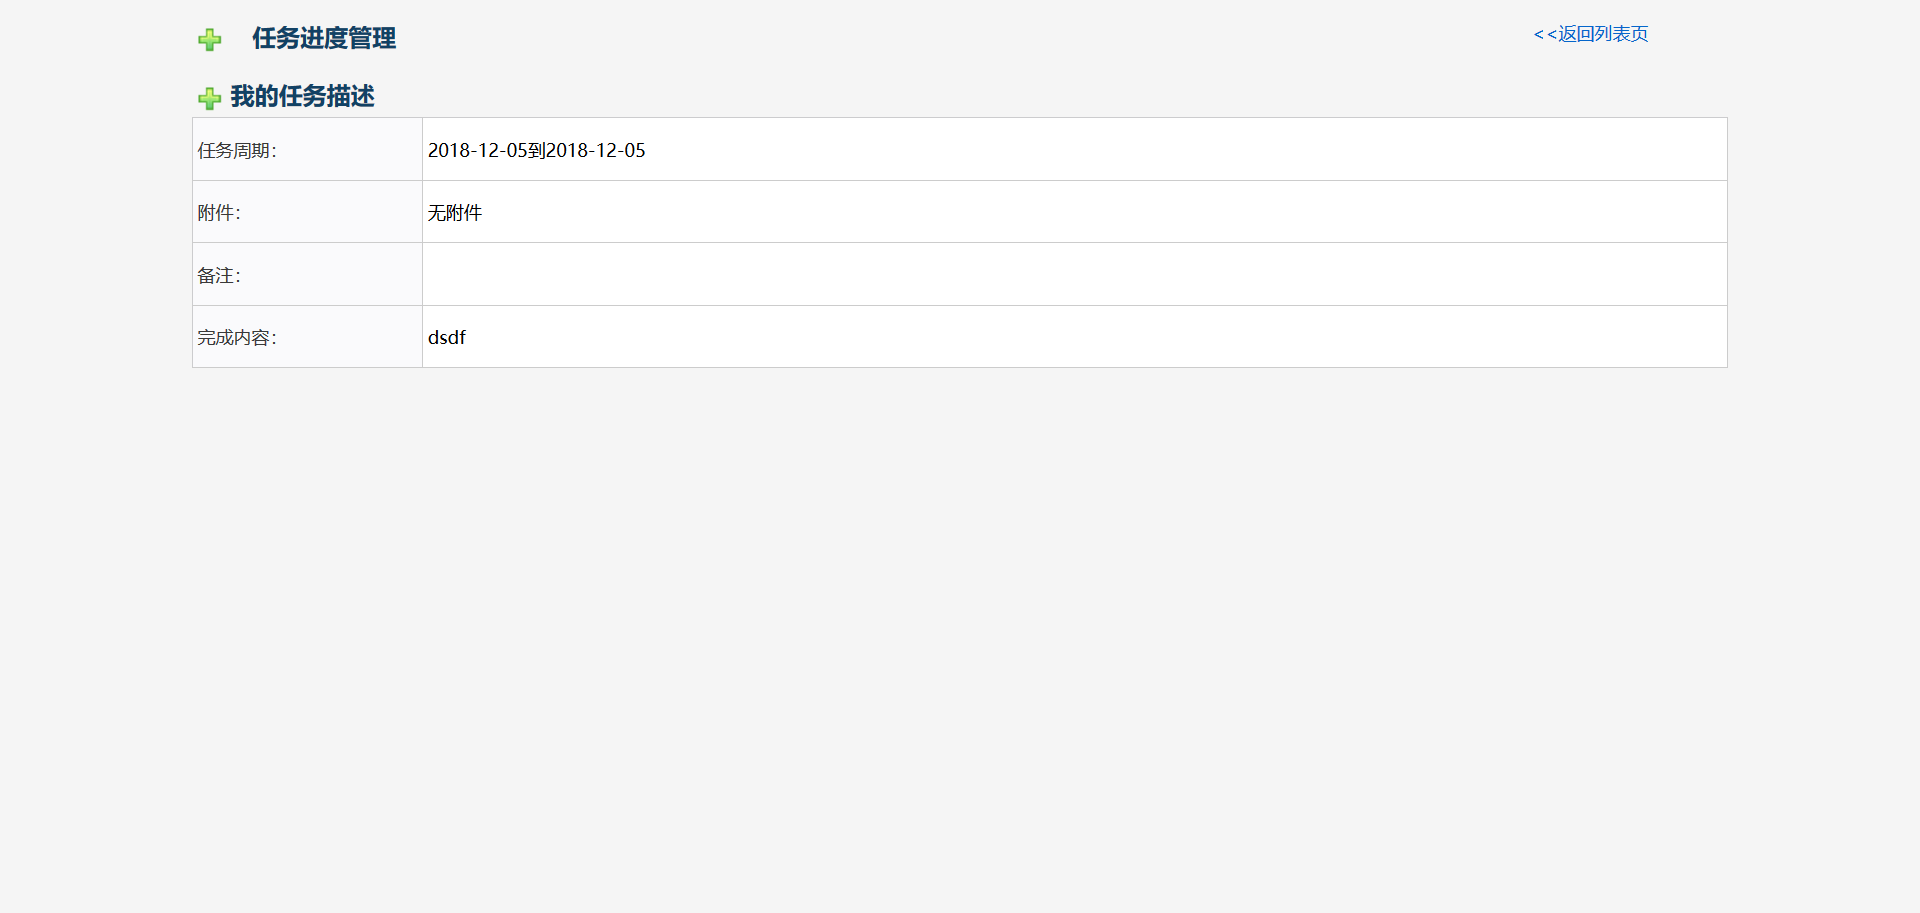 任务进度管理
<<返回列表页
我的任务描述
任务周期：
2018-12-05到2018-12-05
附件：
无附件
备注：
完成内容：
dsdf